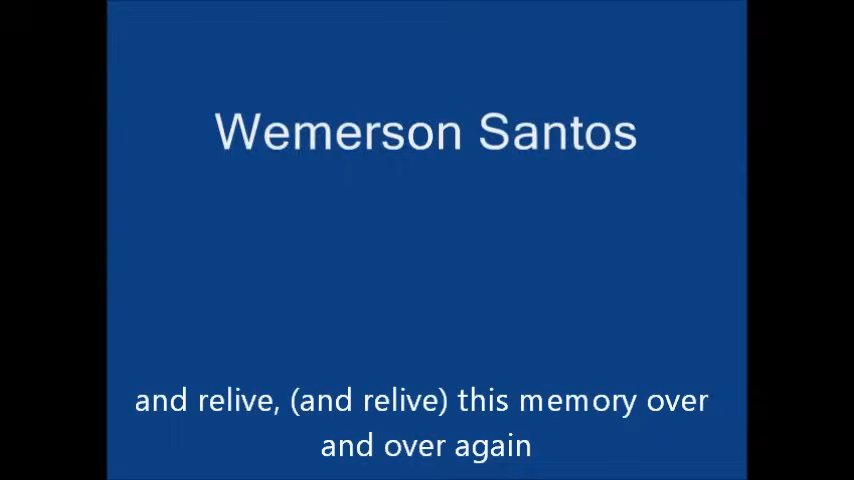 Wemerson Santos
and relive, (and relive) this memory over
and over again